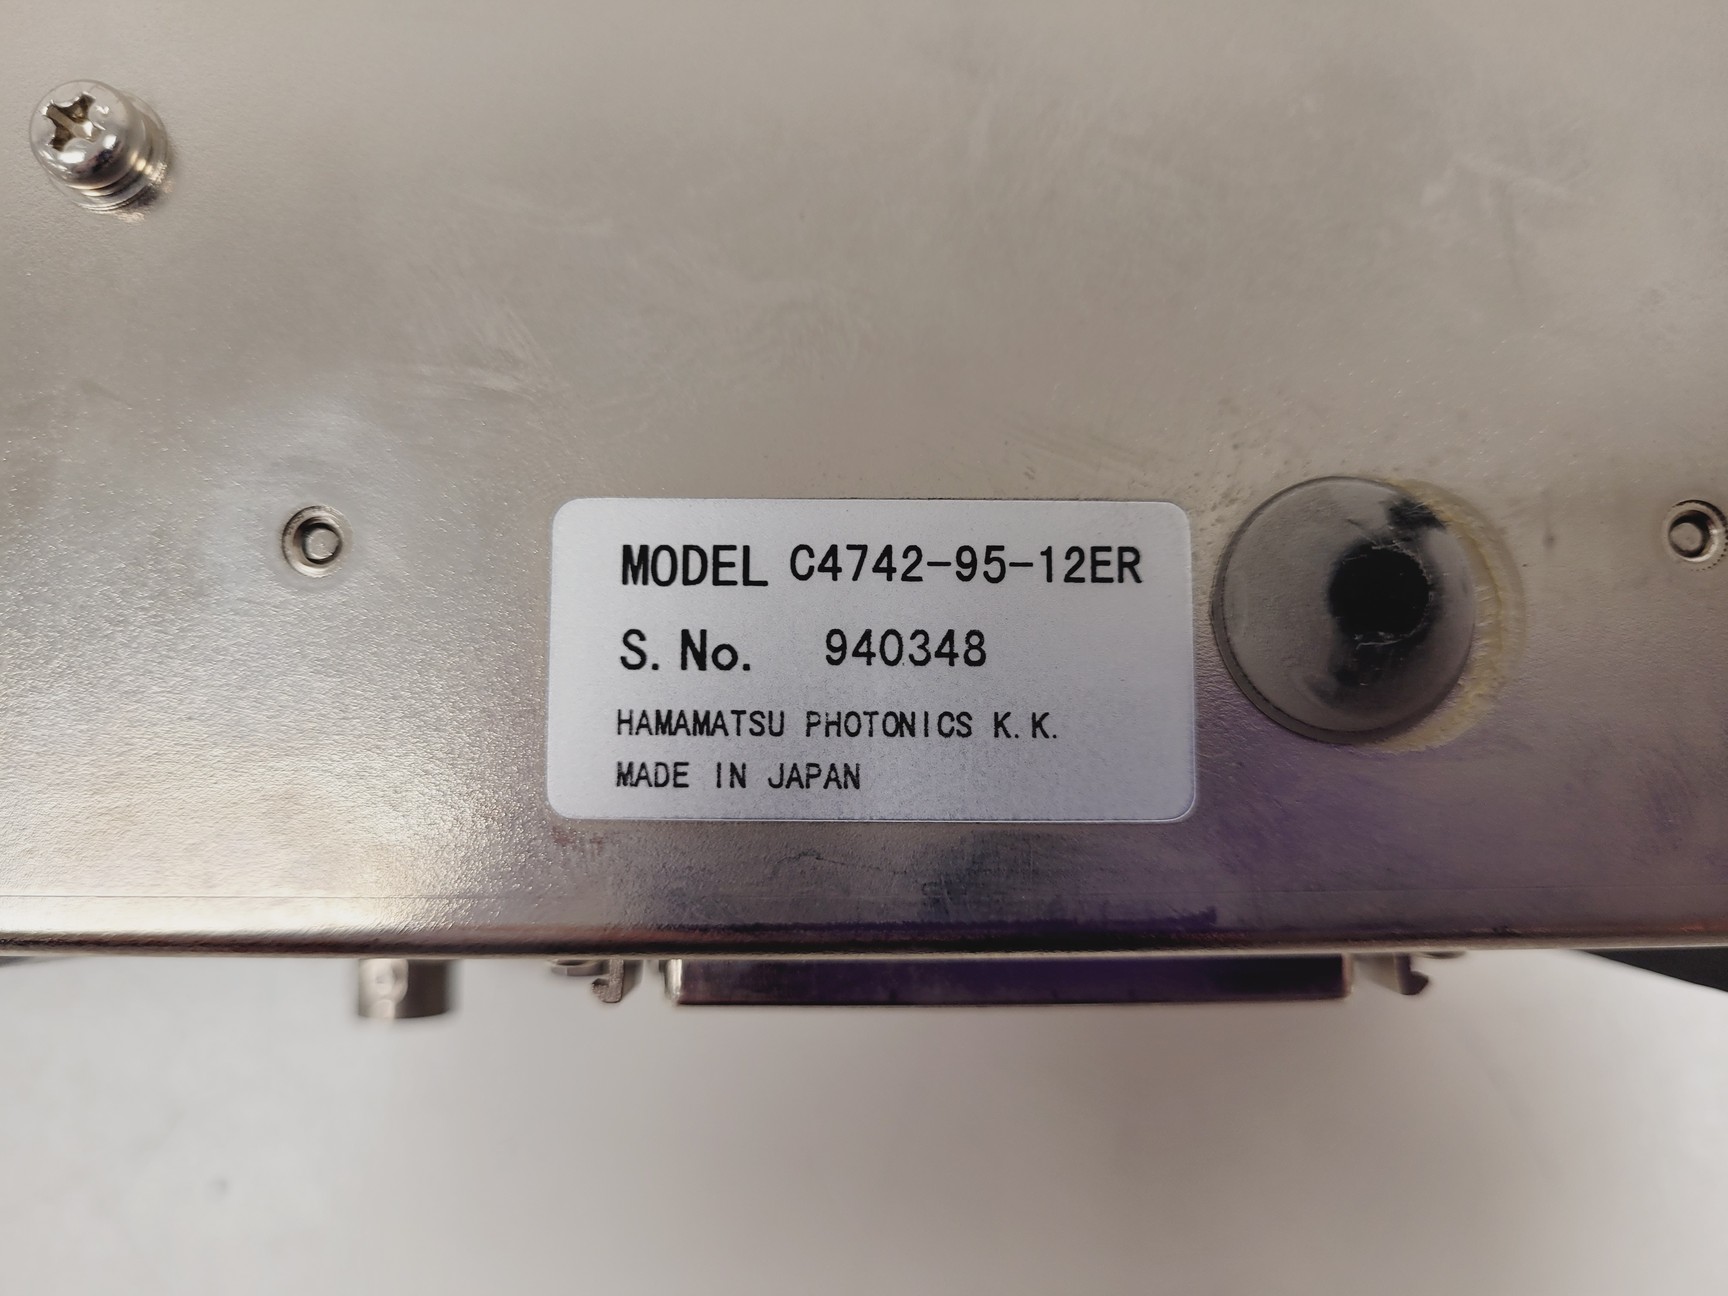 MODEL C4742-95-12ER
S. No. 940348
HAMAMATSU PHOTONICS K. K.
MADE IN JAPAN